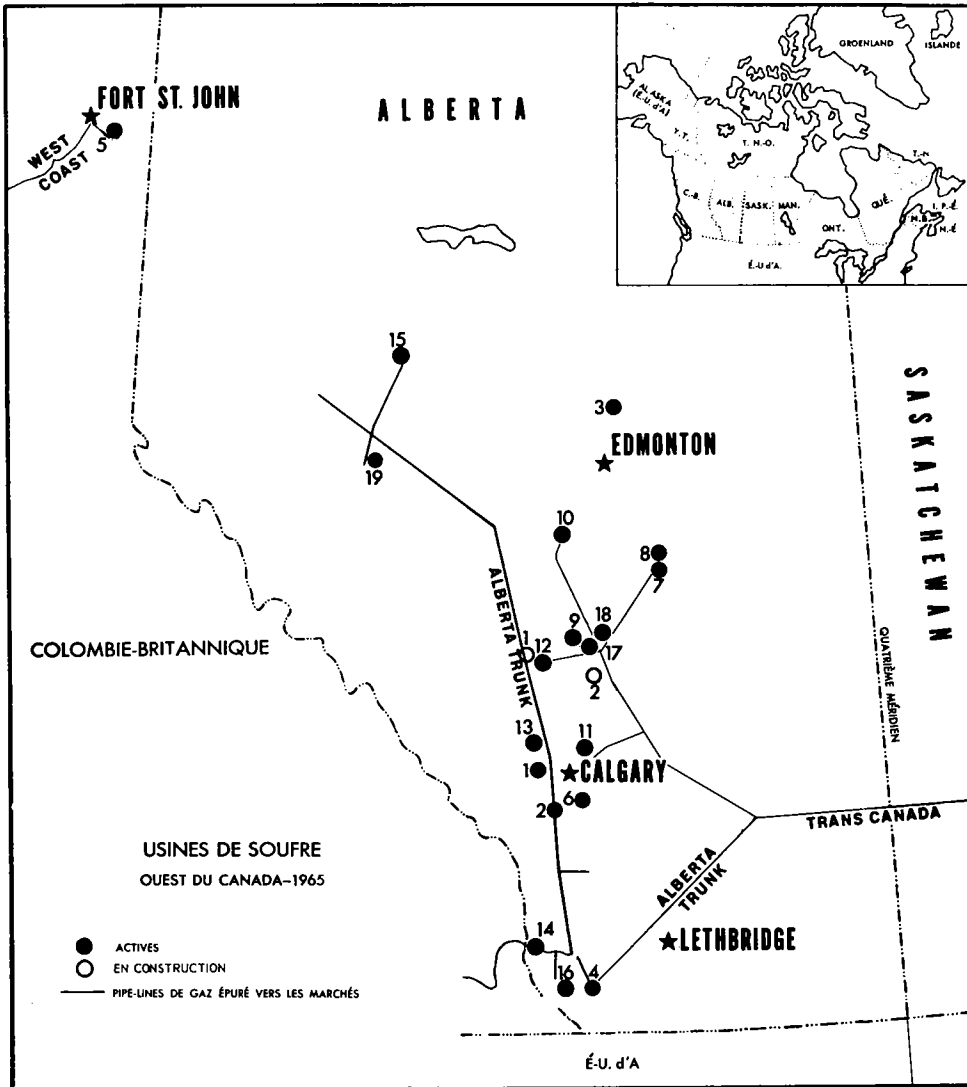 FORT ST. JOHN
ALBERTA
WEST
COAST
5
GROENLAND
ISLANDE
ALASKA
(É.-U. d'A)
Y.T.
T.N.-O.
T.-N.
C.-B.
ALB.
SASK.
MAN.
ONT.
QUÉ.
I.P.-É.
N.B.
N.-É
É.-U d'A.
15
3
EDMONTON
SASKATCHEWAN
19
10
8
7
ALBERTA TRUNK
COLOMBIE-BRITANNIQUE
1
12
9
18
17
2
QUATRIÈME MÉRIDIEN
13
11
1
CALGARY
2
6
TRANS CANADA
USINES DE SOUFRE
OUEST DU CANADA-1965
ALBERTA
TRUNK
ACTIVES
EN CONSTRUCTION
PIPE-LINES DE GAZ ÉPURÉ VERS LES MARCHÉS
14
LETHBRIDGE
16
4
É-U. d'A